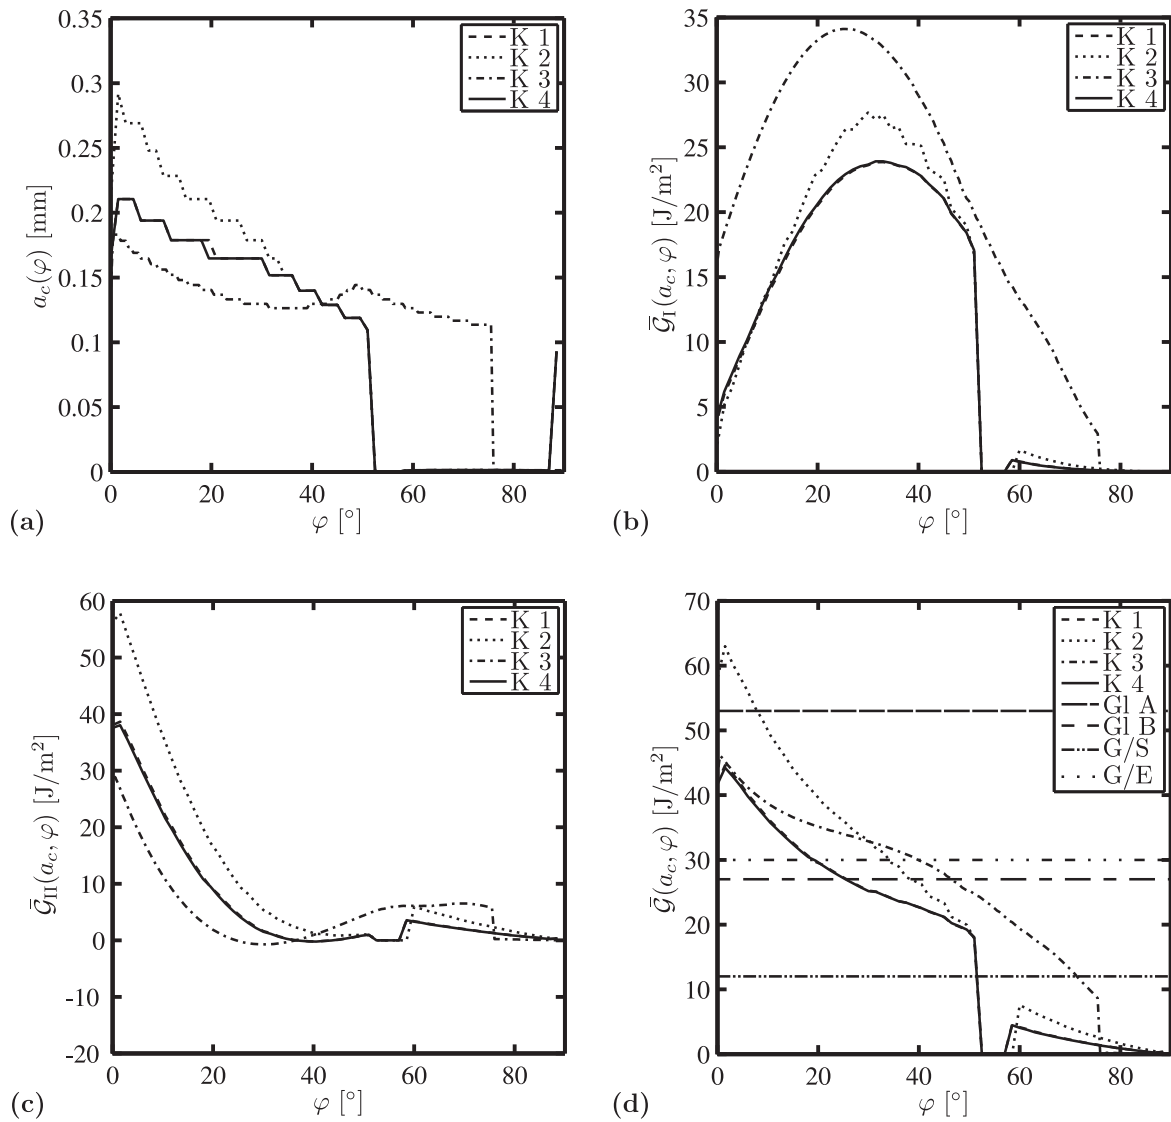 0.35
0.3
0.25
0.2
0.15
0.1
0.05
0
a_c(φ) [mm]
0 20 40 60 80
φ [°]
K 1
K 2
K 3
K 4
(a)
35
30
25
20
15
10
5
0
𝒢̅_I(a_c, φ) [J/m²]
0 20 40 60 80
φ [°]
K 1
K 2
K 3
K 4
(b)
60
50
40
30
20
10
0
-10
-20
𝒢̅_II(a_c, φ) [J/m²]
0 20 40 60 80
φ [°]
K 1
K 2
K 3
K 4
(c)
70
60
50
40
30
20
10
0
𝒢̅(a_c, φ) [J/m²]
0 20 40 60 80
φ [°]
K 1
K 2
K 3
K 4
Gl A
Gl B
G/S
G/E
(d)